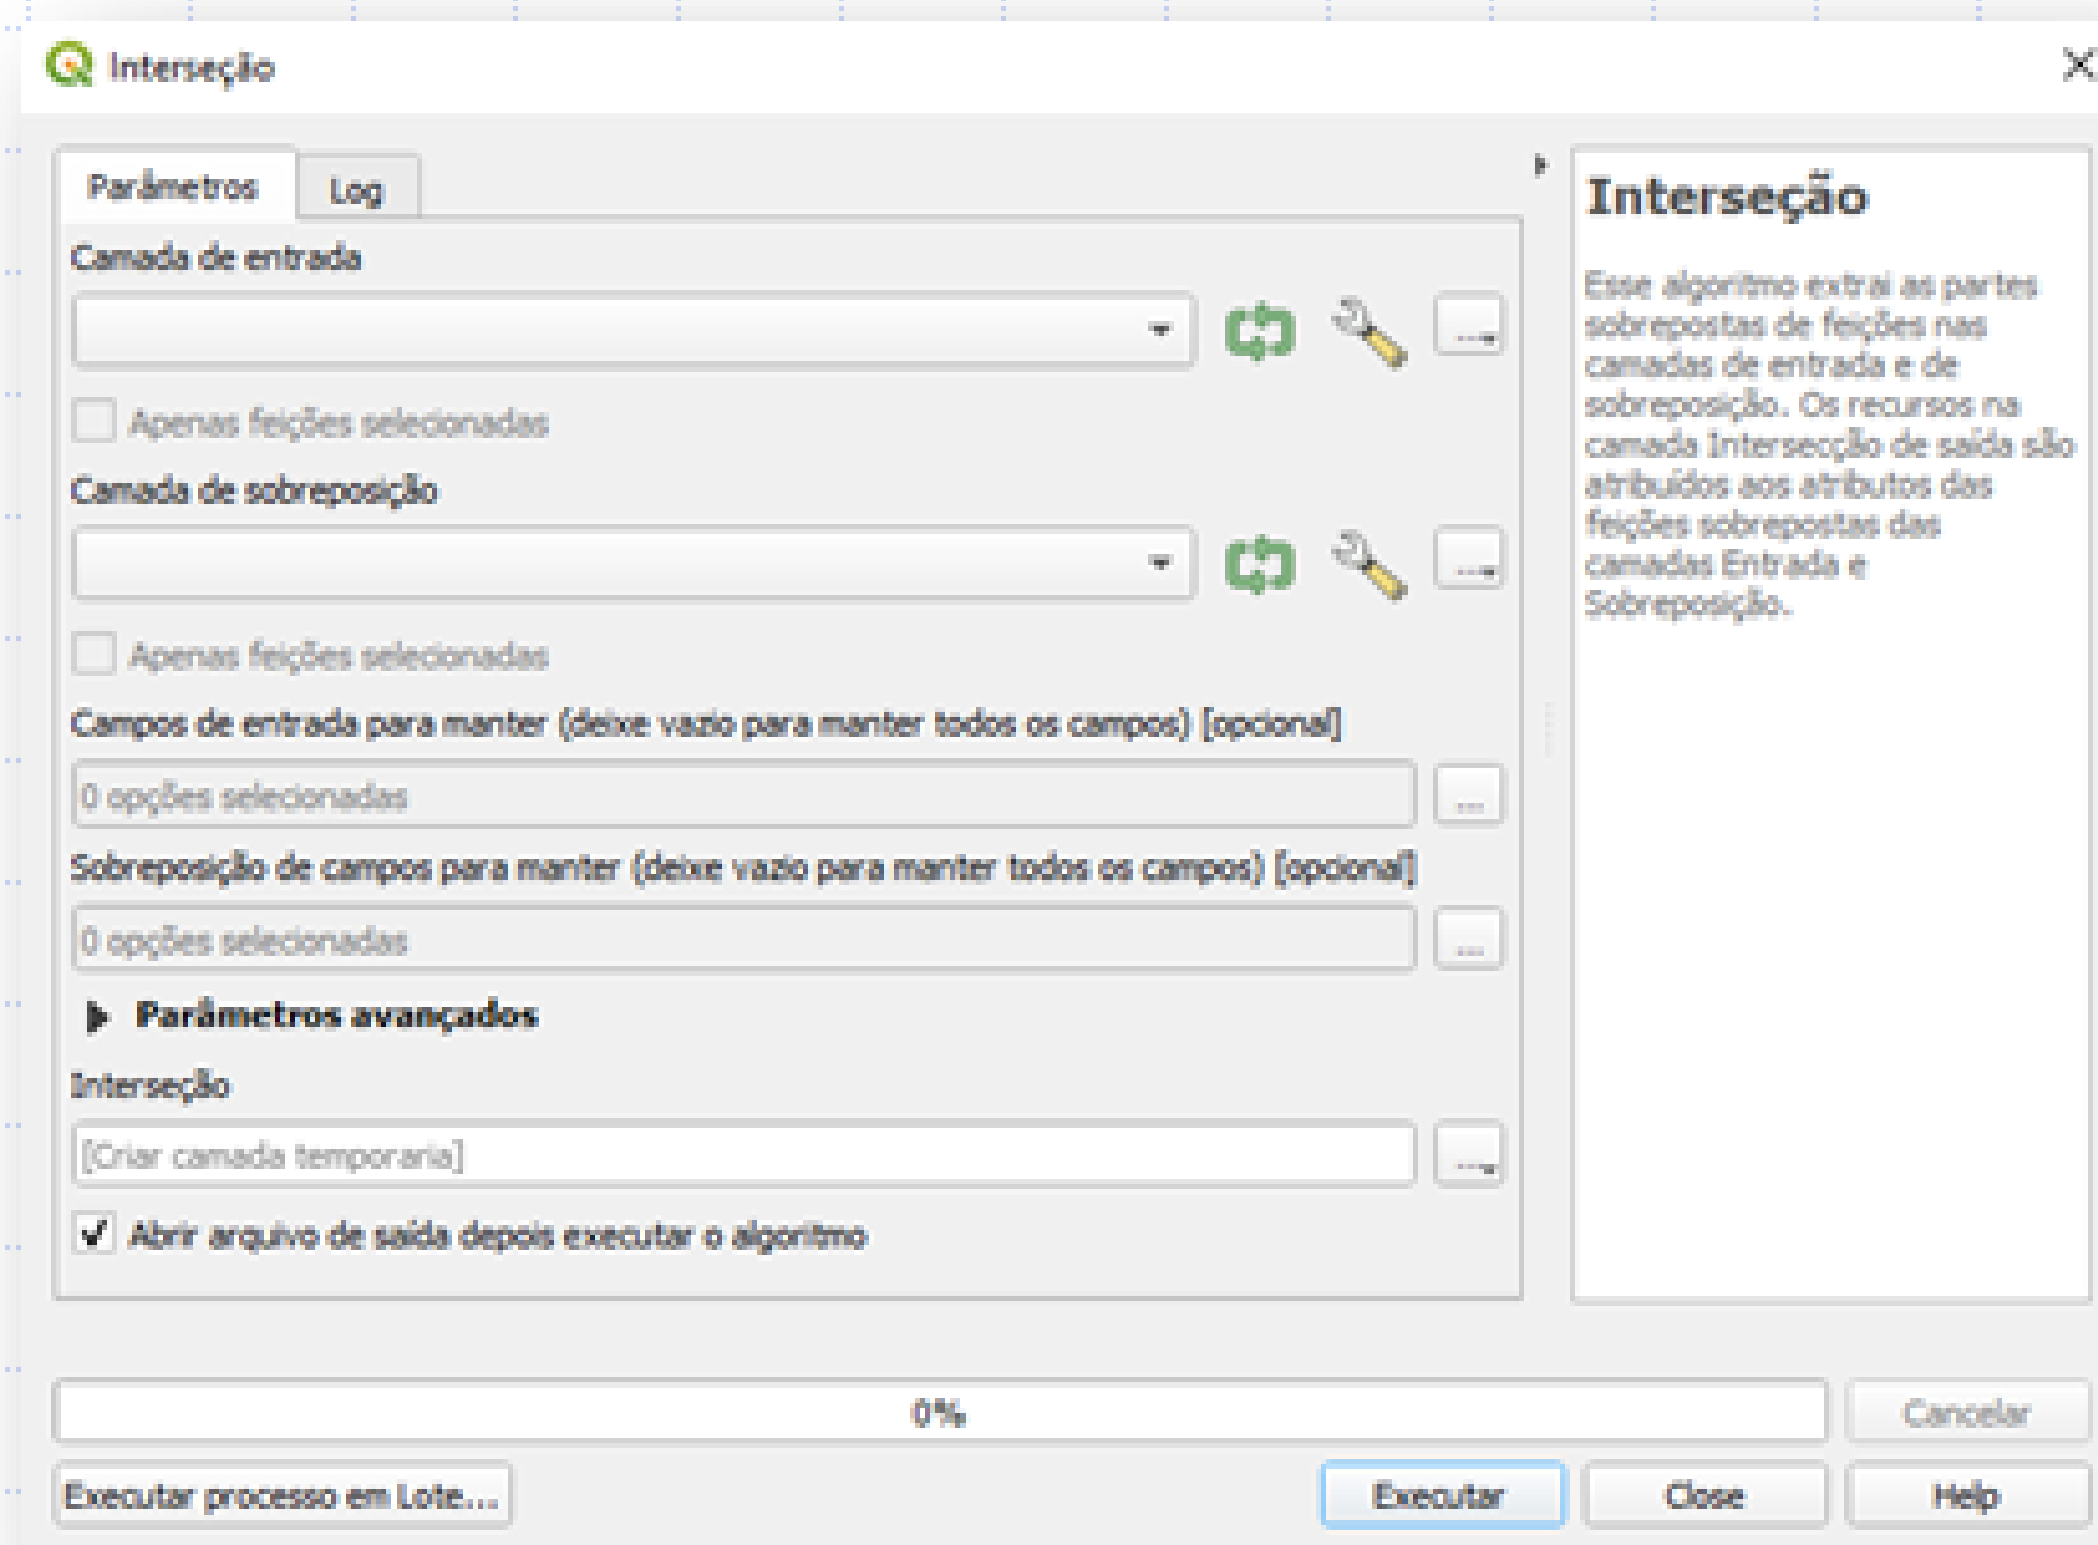 Interseção
Parâmetros
Log
Camada de entrada
...
Apenas feições selecionadas
Camada de sobreposição
...
Apenas feições selecionadas
Campos de entrada para manter (deixe vazio para manter todos os campos) [opcional]
0 opções selecionadas
...
Sobreposição de campos para manter (deixe vazio para manter todos os campos) [opcional]
0 opções selecionadas
...
Parâmetros avançados
Interseção
[Criar camada temporaria]
...
Abrir arquivo de saída depois executar o algoritmo
Interseção
Esse algoritmo extrai as partes
sobrepostas de feições nas
camadas de entrada e de
sobreposição. Os recursos na
camada Intersecção de saída são
atribuídos aos atributos das
feições sobrepostas das
camadas Entrada e
Sobreposição.
0%
Cancelar
Executar processo em Lote...
Executar
Close
Help